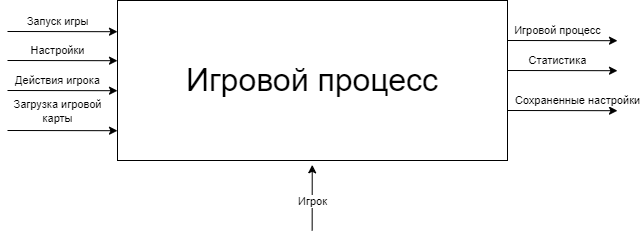 Запуск игры
Настройки
Действия игрока
Загрузка игровой
карты
Игровой процесс
Игровой процесс
Статистика
Сохраненные настройки
Игрок